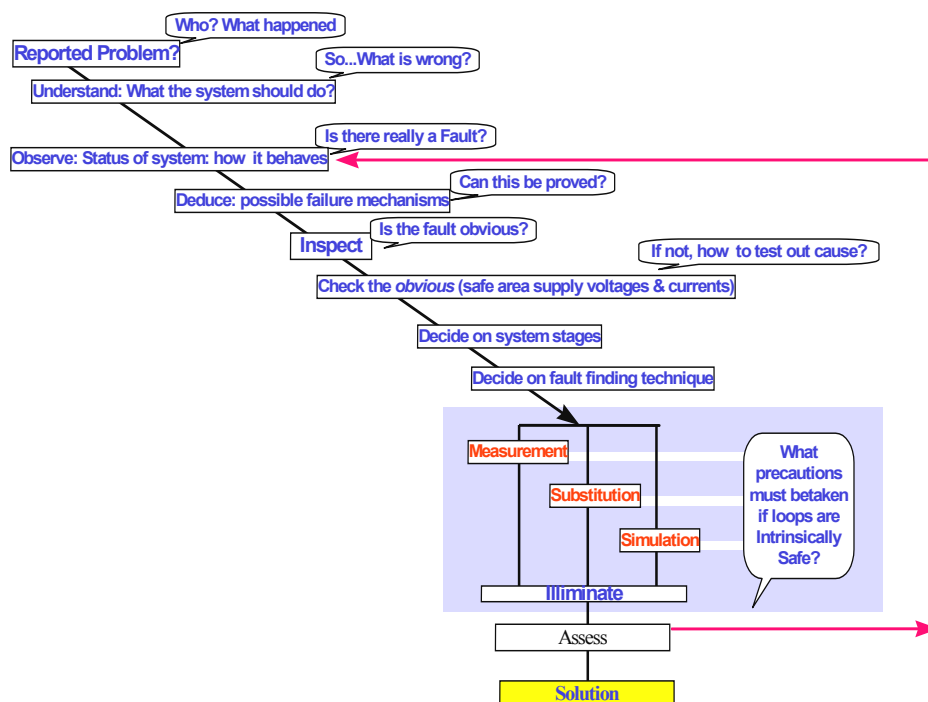 Who? What happened
Reported Problem?
So...What is wrong?
Understand: What the system should do?
Is there really a Fault?
Observe: Status of system: how it behaves
Can this be proved?
Deduce: possible failure mechanisms
Is the fault obvious?
Inspect
If not, how to test out cause?
Check the obvious (safe area supply voltages & currents)
Decide on system stages
Decide on fault finding technique
Measurement
Substitution
Simulation
What
precautions
must betaken
if loops are
Intrinsically
Safe?
Illiminate
Assess
Solution